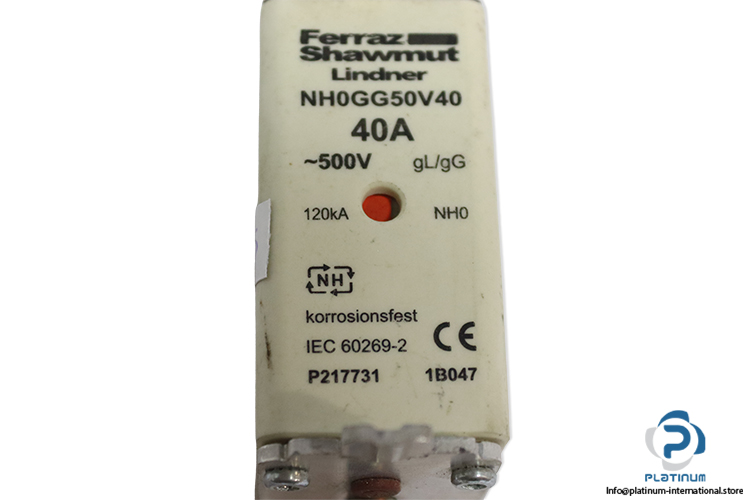 Ferraz
Shawmut
Lindner
NH0GG50V40
40A
~500V gL/gG
120kA NH0
NH
korrosionsfest
IEC 60269-2 CE
P217731 1B047
PLATINUM
Info@platinum-international.store